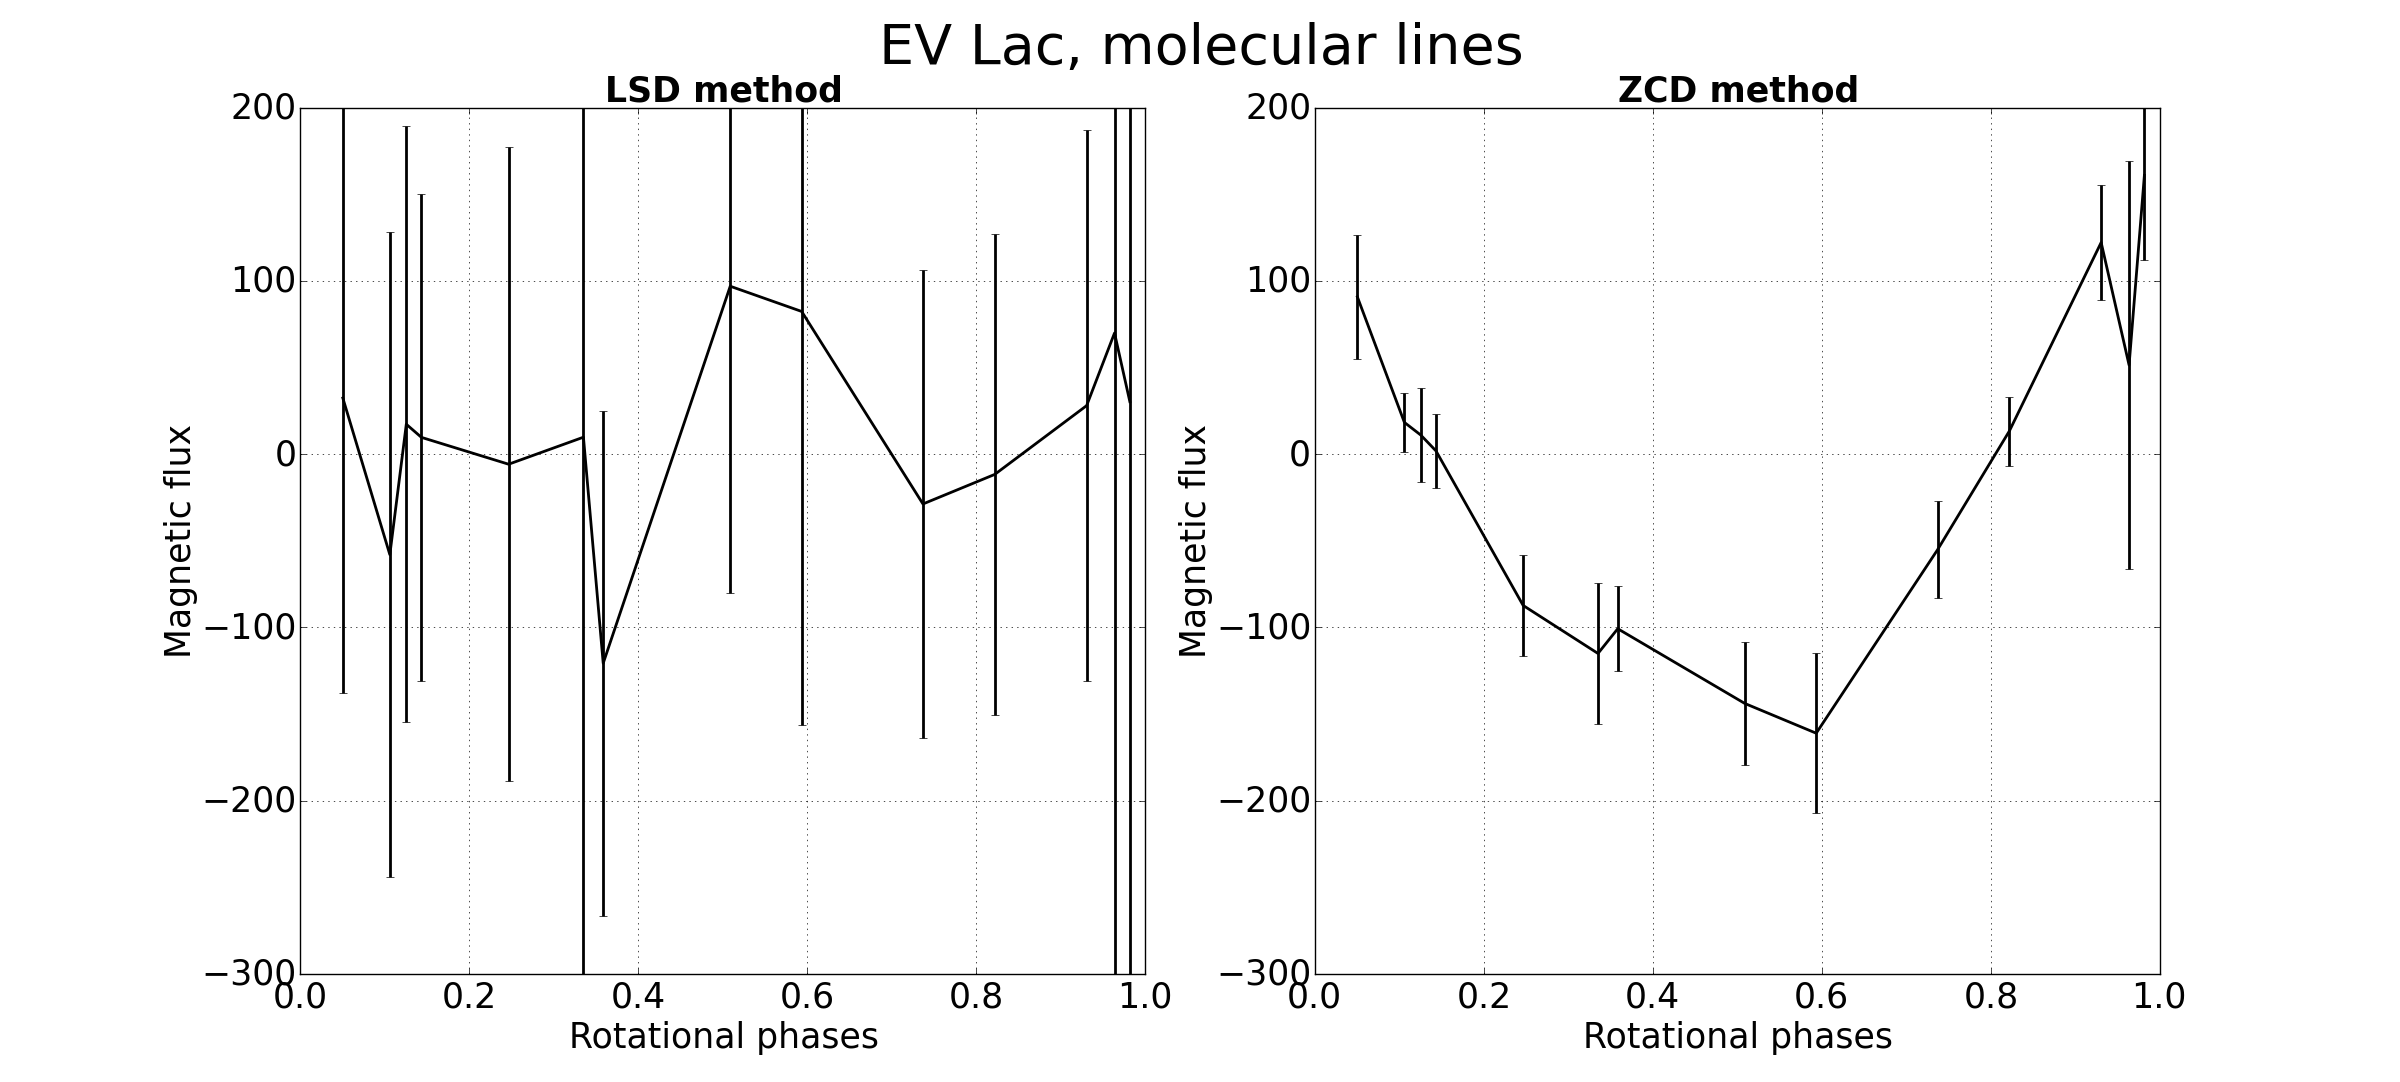 EV Lac, molecular lines
LSD method
200
100
0
−100
−200
−300
Magnetic flux
0.0 0.2 0.4 0.6 0.8 1.0
Rotational phases
ZCD method
200
100
0
−100
−200
−300
Magnetic flux
0.0 0.2 0.4 0.6 0.8 1.0
Rotational phases